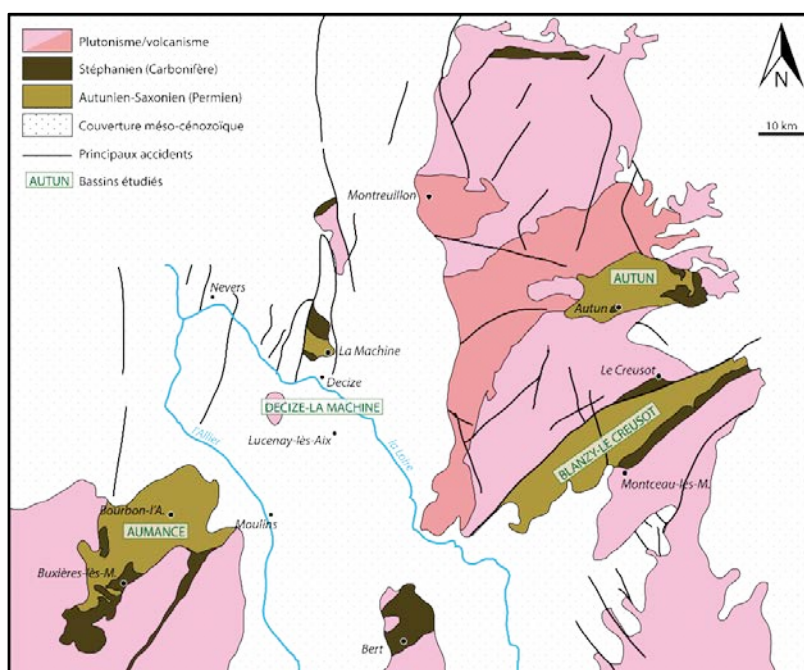 Plutonisme/volcanisme
Stéphanien (Carbonifère)
Autunien-Saxonien (Permien)
Couverture méso-cénozoïque
Principaux accidents
AUTUN Bassins étudiés
N
10 km
Montreuillon
Nevers
AUTUN
Autun
La Machine
Le Creusot
Decize
DECIZE-LA MACHINE
l'Allier
Lucenay-lès-Aix
la Loire
BLANZY-LE CREUSOT
Montceau-les-M.
Bourbon-l'A.
Moulins
AUMANCE
Buxières-lès-M.
Bert